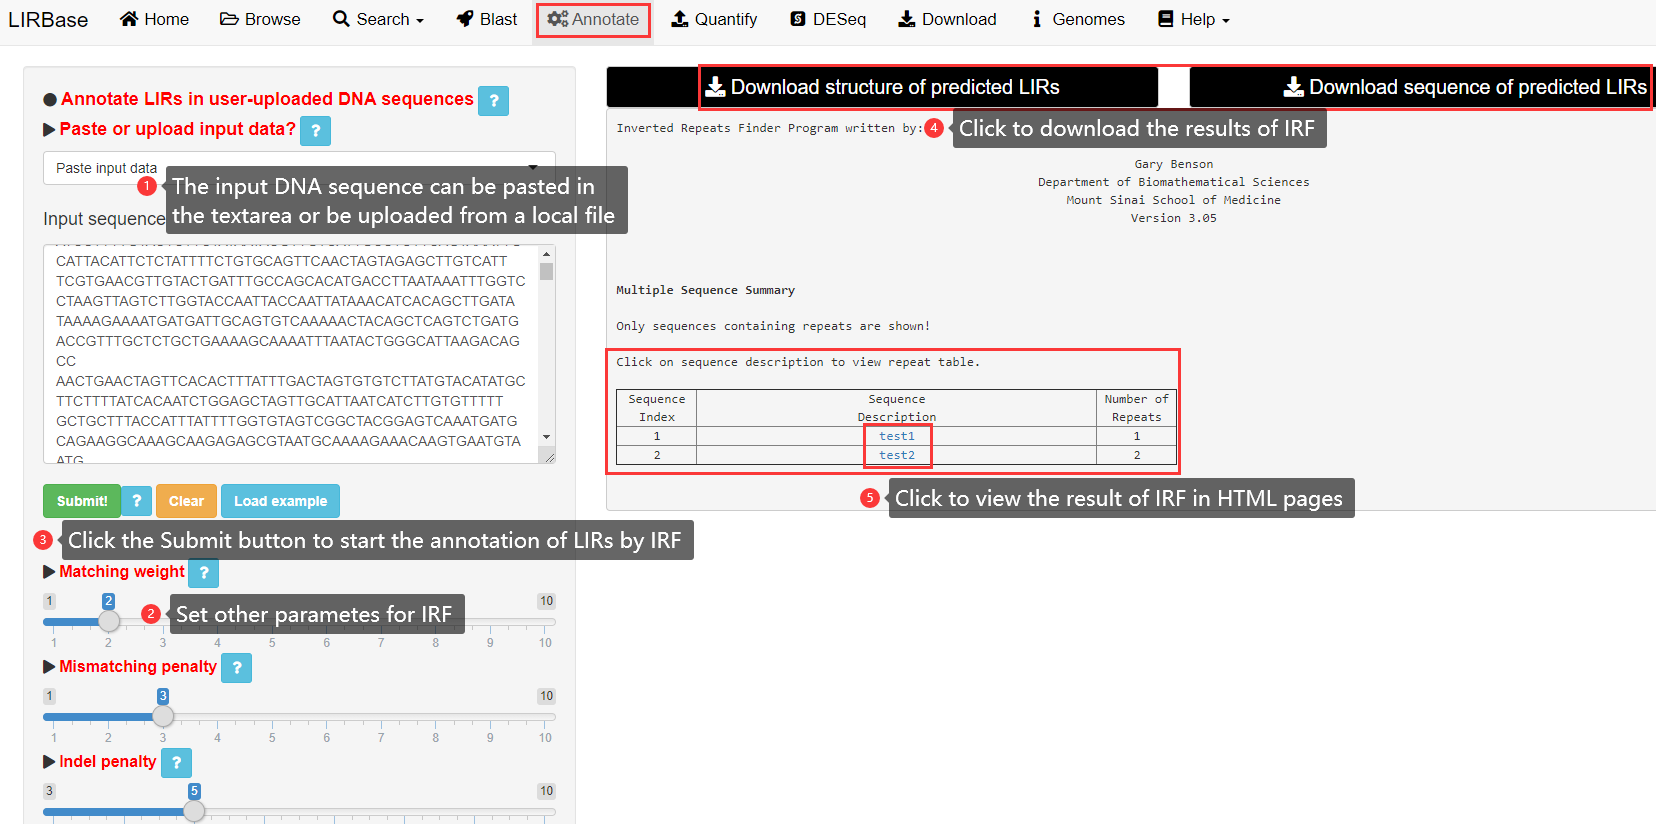 LIRBase Home Browse Search Blast Annotate Quantify DESeq Download Genomes Help
Annotate LIRs in user-uploaded DNA sequences ?
Paste or upload input data? ?
Paste input data
1 The input DNA sequence can be pasted in
the textarea or be uploaded from a local file
Input sequence
CATTACATTCTCTATTTTCTGTGCAGTTCAACTAGTAGAGCTTGTCATT
TCGTGAACGTTGTACTGATTTGCCAGCACATGACCTTAATAAATTTGGTC
CTAAGTTAGTCTTGGTACCAATTACCAATTATAAACATCACAGCTTGATA
TAAAAGAAAATGATGATTGCAGTGTCAAAAACTACAGCTCAGTCTGATG
ACCGTTTGCTCTGCTGAAAAGCAAAATTTAATACTGGGCATTAAGACAG
CC
AACTGAACTAGTTCACACTTTATTTGACTAGTGTGTCTTATGTACATATGC
TTCTTTTATCACAATCTGGAGCTAGTTGCATTAATCATCTTGTGTTTTT
GCTGCTTTACCATTTATTTTGGTGTAGTCGGCTACGGAGTCAAATGATG
CAGAAGGCAAAGCAAGAGAGCGTAATGCAAAAGAAACAAGTGAATGTA
ATG
Submit! ? Clear Load example
3 Click the Submit button to start the annotation of LIRs by IRF
Matching weight ?
1 2 10
2 Set other parametes for IRF
1 2 3 4 5 6 7 8 9 10
Mismatching penalty ?
1 3 10
1 2 3 4 5 6 7 8 9 10
Indel penalty ?
3 5 10
Download structure of predicted LIRs
Download sequence of predicted LIRs
Inverted Repeats Finder Program written by:
4 Click to download the results of IRF
Gary Benson
Department of Biomathematical Sciences
Mount Sinai School of Medicine
Version 3.05
Multiple Sequence Summary
Only sequences containing repeats are shown!
Click on sequence description to view repeat table.
Sequence Sequence Number of
Index Description Repeats
1 test1 1
2 test2 2
5 Click to view the result of IRF in HTML pages